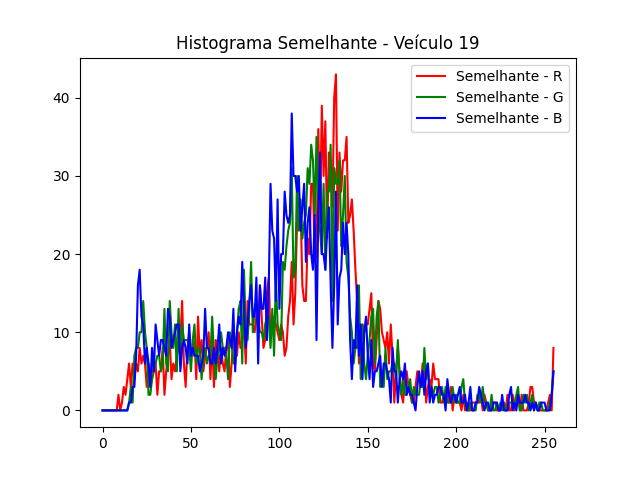 Histograma Semelhante - Veículo 19
Semelhante - R
Semelhante - G
Semelhante - B
40
30
20
10
0
0 50 100 150 200 250